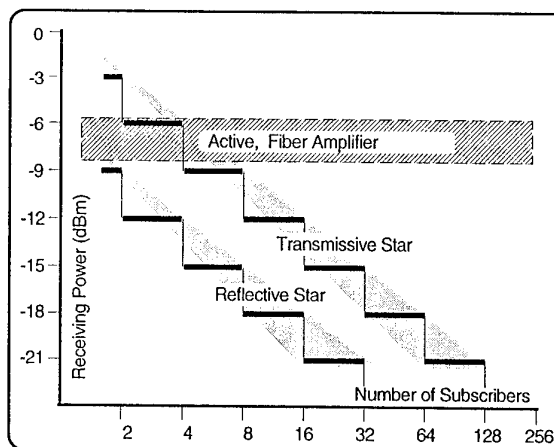 0
-3
-6
-9
-12
-15
-18
-21
Receiving Power (dBm)
Active, Fiber Amplifier
Transmissive Star
Reflective Star
Number of Subscribers
2 4 8 16 32 64 128 256